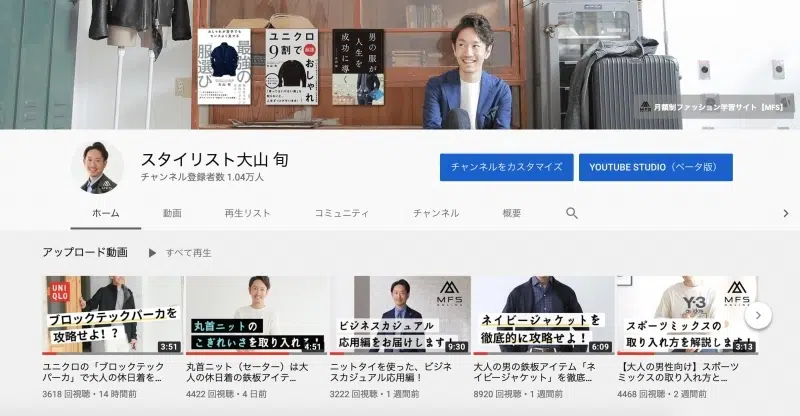 最強の
服選び
大山 旬
ユニクロ
9割で
おしゃれ
男の服が
人生を
成功に導く
MFS
月額制ファッション学習サイト【MFS】
MFS
スタイリスト大山 旬
チャンネル登録者数 1.04万人
チャンネルをカスタマイズ
YOUTUBE STUDIO（ベータ版）
ホーム
動画
再生リスト
コミュニティ
チャンネル
概要
アップロード動画
すべて再生
UNI
QLO
ブロックテックパーカを
攻略せよ！？
3:51
丸首ニットの
こぎれいさを取り入れる！
4:51
MFS
ONLINE
ビジネスカジュアル
応用編をお届けします！
9:30
ネイビージャケットを
徹底的に攻略せよ！
6:09
Y-3
MFS
ONLINE
スポーツミックスの
取り入れ方を解説します！
3:13
ユニクロの「ブロックテック
パーカ」で大人の休日着を...
3618 回視聴・14 時間前
丸首ニット（セーター）は大
人の休日着の鉄板アイテ...
4422 回視聴・4 日前
ニットタイを使った、ビジネ
スカジュアル応用編！
3222 回視聴・1 週間前
大人の男の鉄板アイテム「ネ
イビージャケット」を徹底...
8920 回視聴・1 週間前
【大人の男性向け】スポーツ
ミックスの取り入れ方と...
4468 回視聴・2 週間前